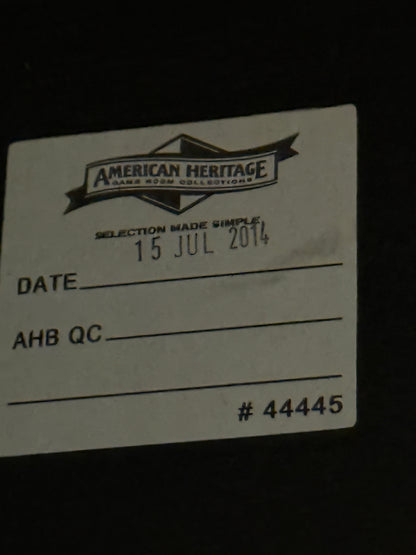 AMERICAN HERITAGE
GAME ROOM COLLECTIONS
SELECTION MADE SIMPLE
15 JUL 2014
DATE
AHB QC
# 44445